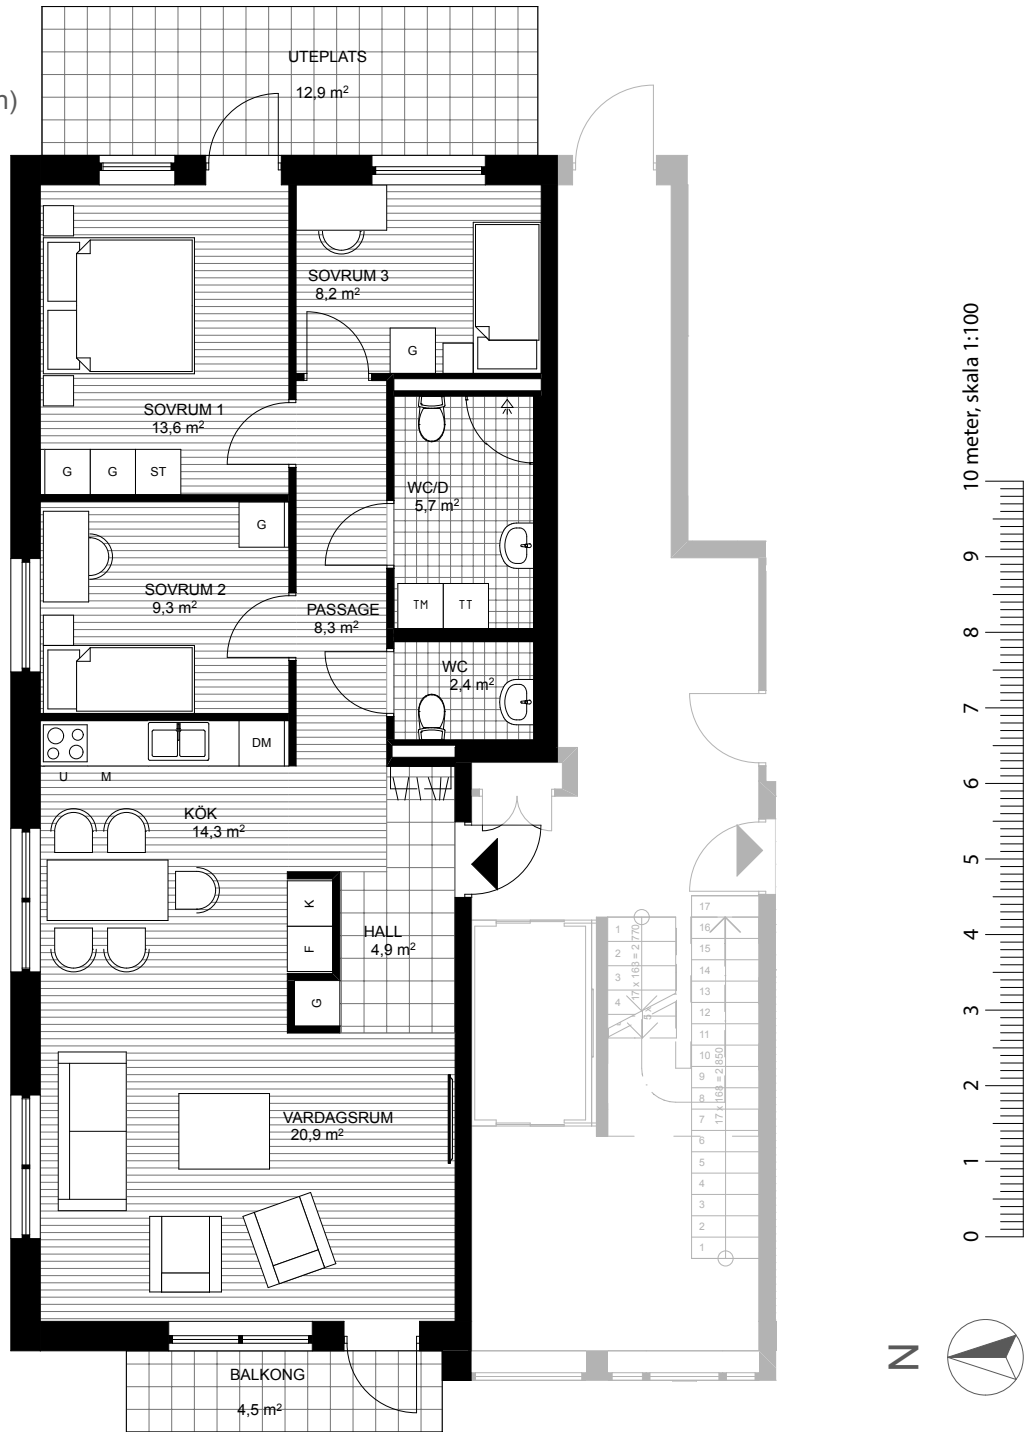 UTEPLATS
12,9 m²
n)
SOVRUM 3
8,2 m²
G
SOVRUM 1
13,6 m²
G G ST
WC/D
5,7 m²
G
SOVRUM 2
9,3 m²
PASSAGE
8,3 m²
TM TT
WC
2,4 m²
DM
U M
KÖK
14,3 m²
K
F
HALL
4,9 m²
G
VARDAGSRUM
20,9 m²
BALKONG
4,5 m²
1
2
3
4
17 x 163 = 2 770
5 x
17
16
15
14
13
12
11
10
9
8
7
6
5
4
3
2
1
17 x 168 = 2 850
10 meter, skala 1:100
9
8
7
6
5
4
3
2
1
0
N